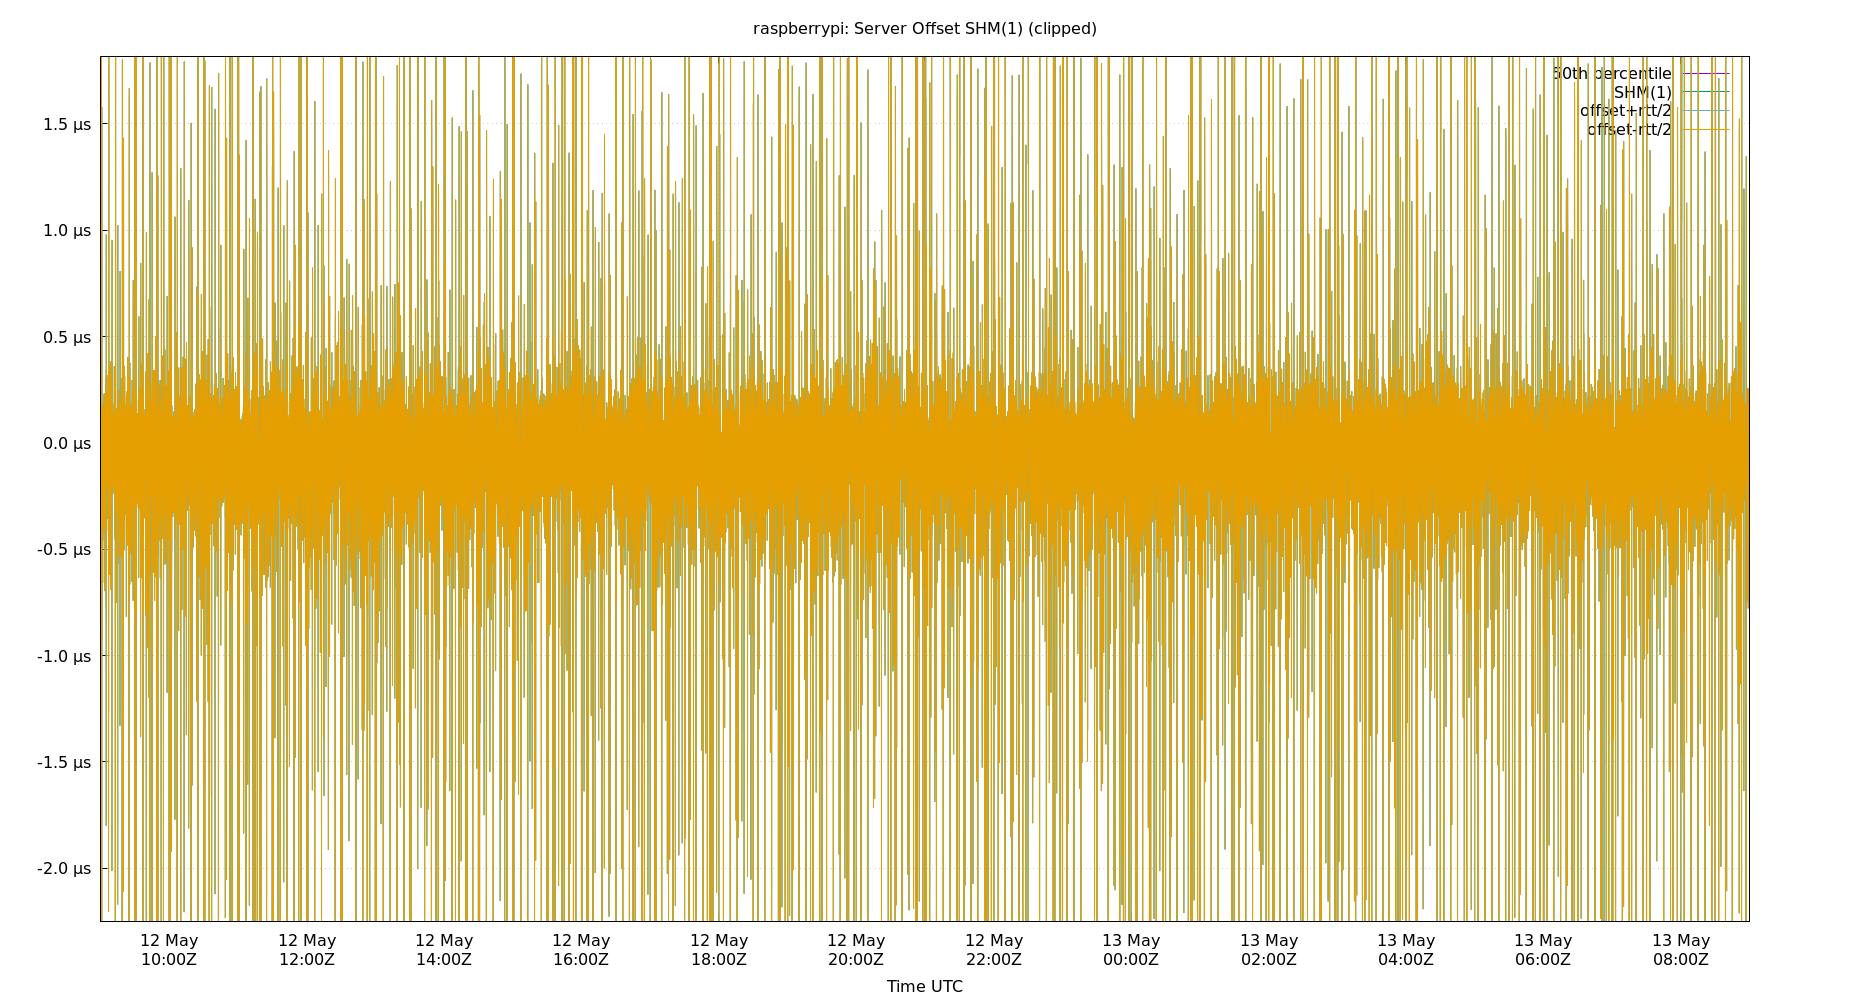 raspberrypi: Server Offset SHM(1) (clipped)
50th percentile
SHM(1)
offset+rtt/2
offset-rtt/2
1.5 µs
1.0 µs
0.5 µs
0.0 µs
-0.5 µs
-1.0 µs
-1.5 µs
-2.0 µs
12 May 12 May 12 May 12 May 12 May 12 May 12 May 13 May 13 May 13 May 13 May 13 May
10:00Z 12:00Z 14:00Z 16:00Z 18:00Z 20:00Z 22:00Z 00:00Z 02:00Z 04:00Z 06:00Z 08:00Z
Time UTC